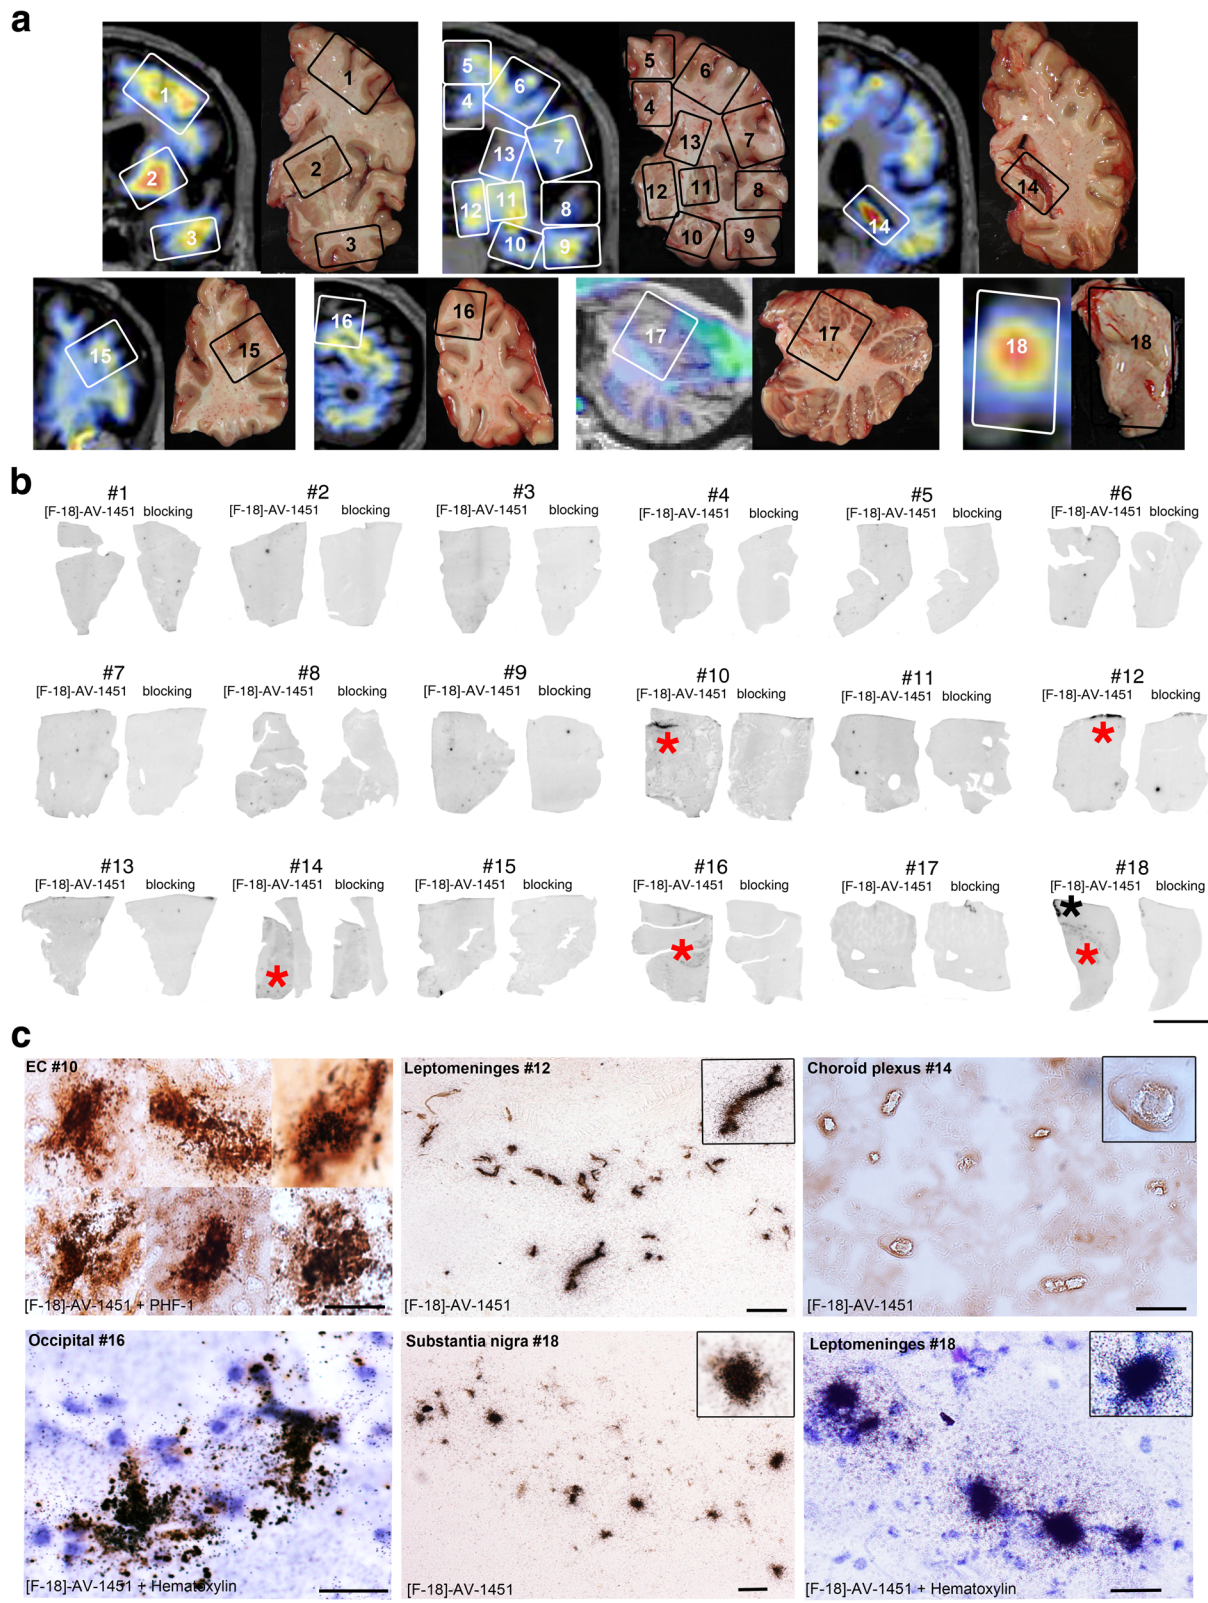 a
1
1
2
2
3
3
5
5
4
6
4
6
13
7
13
7
12
11
8
12
11
8
10
9
10
9
14
14
15
15
16
16
17
17
18
18
b
#1 #2 #3 #4 #5 #6
[F-18]-AV-1451 blocking [F-18]-AV-1451 blocking [F-18]-AV-1451 blocking [F-18]-AV-1451 blocking [F-18]-AV-1451 blocking [F-18]-AV-1451 blocking
#7 #8 #9 #10 #11 #12
[F-18]-AV-1451 blocking [F-18]-AV-1451 blocking [F-18]-AV-1451 blocking [F-18]-AV-1451 blocking [F-18]-AV-1451 blocking [F-18]-AV-1451 blocking
*
*
#13 #14 #15 #16 #17 #18
[F-18]-AV-1451 blocking [F-18]-AV-1451 blocking [F-18]-AV-1451 blocking [F-18]-AV-1451 blocking [F-18]-AV-1451 blocking [F-18]-AV-1451 blocking
*
*
*
*
c
EC #10
[F-18]-AV-1451 + PHF-1
Leptomeninges #12
[F-18]-AV-1451
Choroid plexus #14
[F-18]-AV-1451
Occipital #16
[F-18]-AV-1451 + Hematoxylin
Substantia nigra #18
[F-18]-AV-1451
Leptomeninges #18
[F-18]-AV-1451 + Hematoxylin